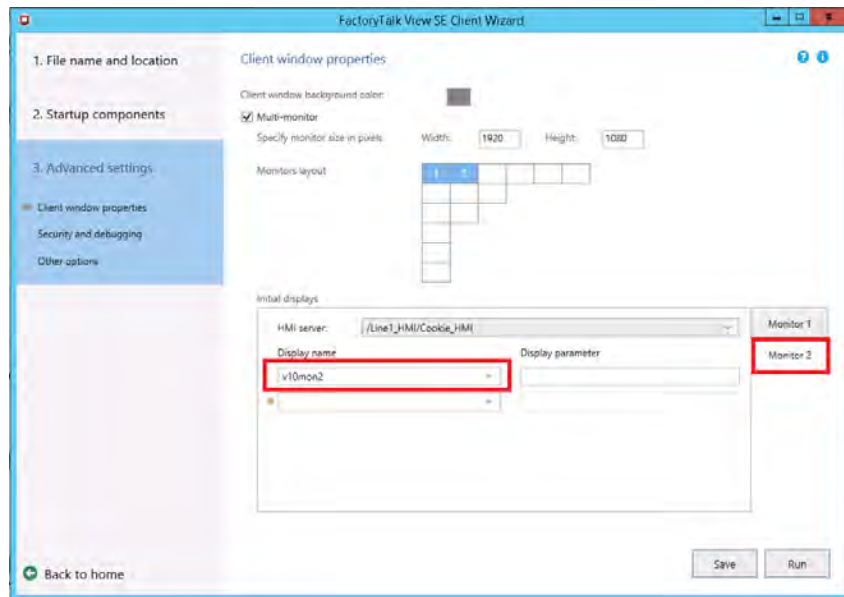 FactoryTalk View SE Client Wizard
1. File name and location
2. Startup components
3. Advanced settings
Client window properties
Security and debugging
Other options
Client window properties
Client window background color:
Multi-monitor
Specify monitor size in pixels
Width: 1920 Height: 1080
Monitors layout
1 2
Initial displays
HMI server: /Line1_HMI/Cookie_HMI
Monitor 1
Display name Display parameter
Monitor 2
v10mon2
Back to home
Save Run